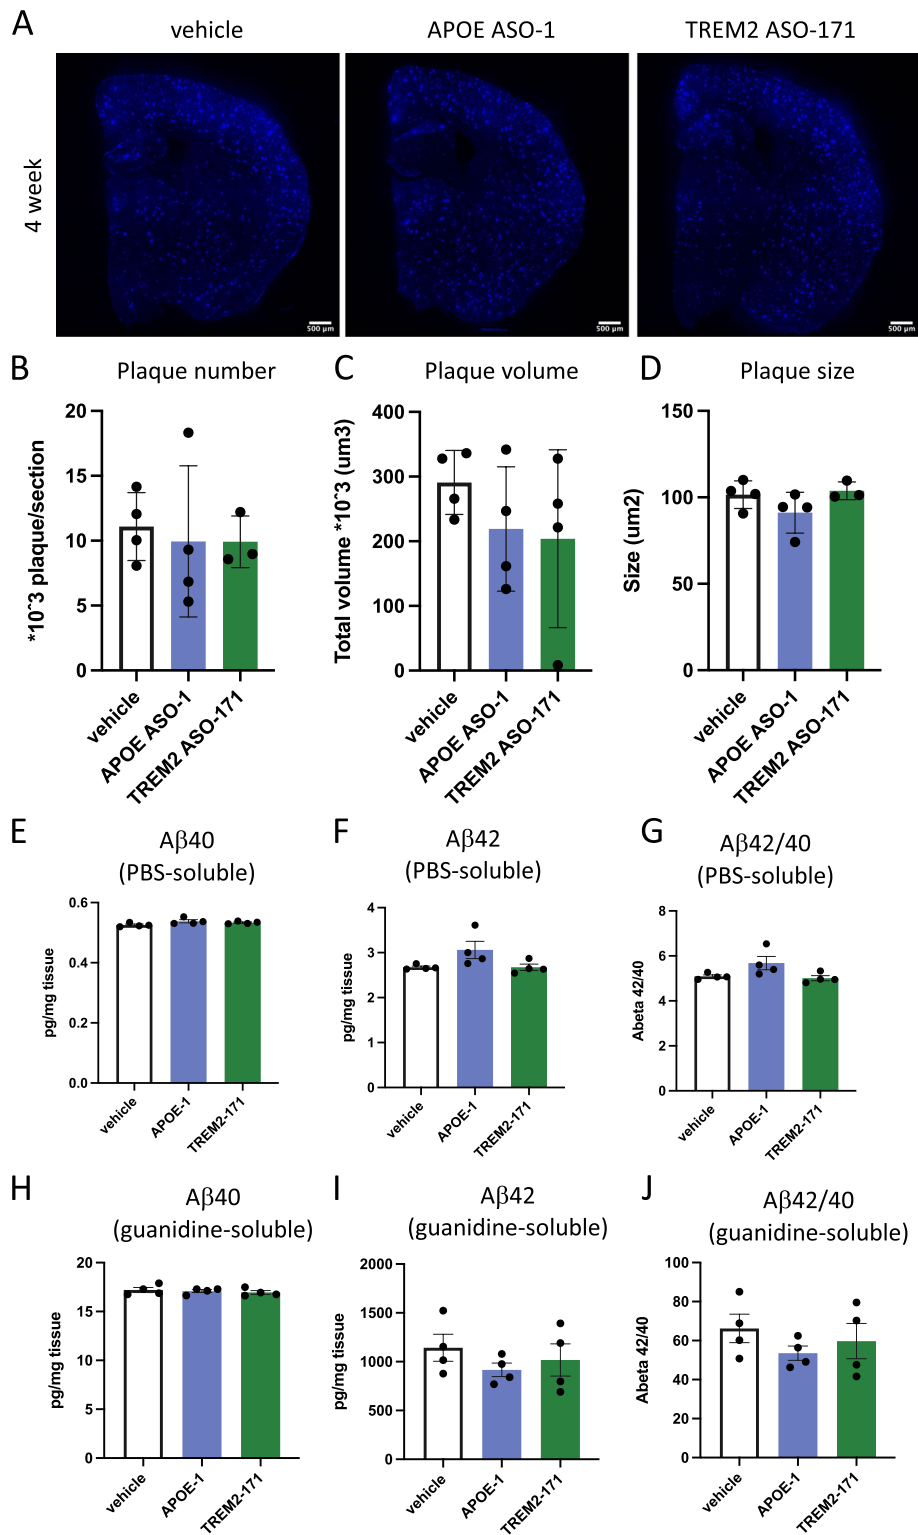 A
vehicle
APOE ASO-1
TREM2 ASO-171
4 week
500 µm
500 µm
500 µm
B
Plaque number
*10^3 plaque/section
20
15
10
5
0
vehicle
APOE ASO-1
TREM2 ASO-171
C
Plaque volume
Total volume *10^3 (um3)
400
300
200
100
0
vehicle
APOE ASO-1
TREM2 ASO-171
D
Plaque size
Size (um2)
150
100
50
0
vehicle
APOE ASO-1
TREM2 ASO-171
E
Aβ40
(PBS-soluble)
pg/mg tissue
0.6
0.4
0.2
0.0
vehicle
APOE-1
TREM2-171
F
Aβ42
(PBS-soluble)
pg/mg tissue
4
3
2
1
0
vehicle
APOE-1
TREM2-171
G
Aβ42/40
(PBS-soluble)
Abeta 42/40
8
6
4
2
0
vehicle
APOE-1
TREM2-171
H
Aβ40
(guanidine-soluble)
pg/mg tissue
20
15
10
5
0
vehicle
APOE-1
TREM2-171
I
Aβ42
(guanidine-soluble)
pg/mg tissue
2000
1500
1000
500
0
vehicle
APOE-1
TREM2-171
J
Aβ42/40
(guanidine-soluble)
Abeta 42/40
100
80
60
40
20
0
vehicle
APOE-1
TREM2-171